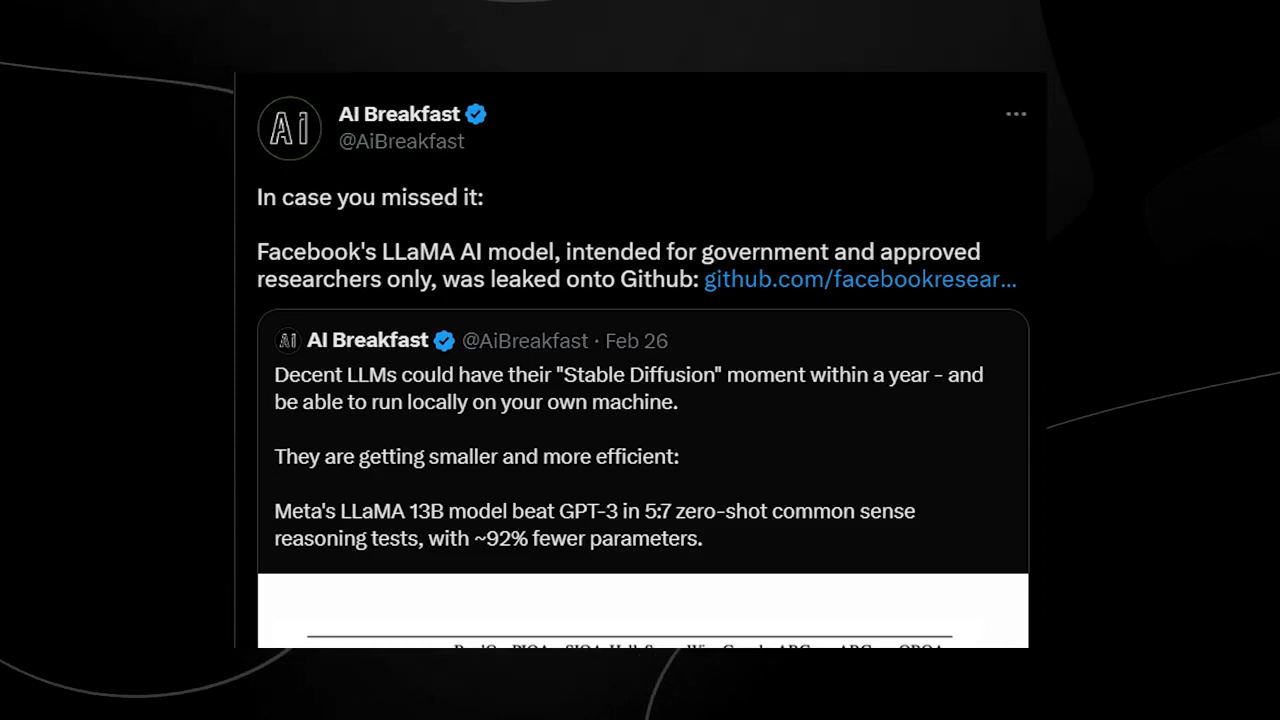 AI Breakfast
@AiBreakfast
In case you missed it:
Facebook's LLaMA AI model, intended for government and approved
researchers only, was leaked onto Github: github.com/facebookresear...
AI AI Breakfast @AiBreakfast · Feb 26
Decent LLMs could have their "Stable Diffusion" moment within a year - and
be able to run locally on your own machine.
They are getting smaller and more efficient:
Meta's LLaMA 13B model beat GPT-3 in 5:7 zero-shot common sense
reasoning tests, with ~92% fewer parameters.